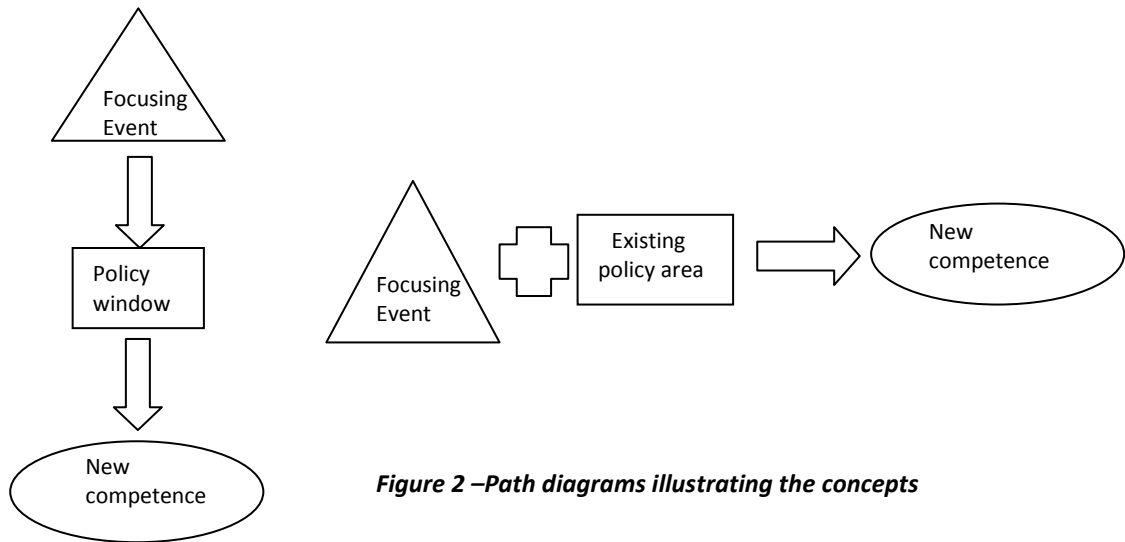 Focusing
Event
Policy
window
New
competence
Focusing
Event
Existing
policy area
New
competence
Figure 2 –Path diagrams illustrating the concepts